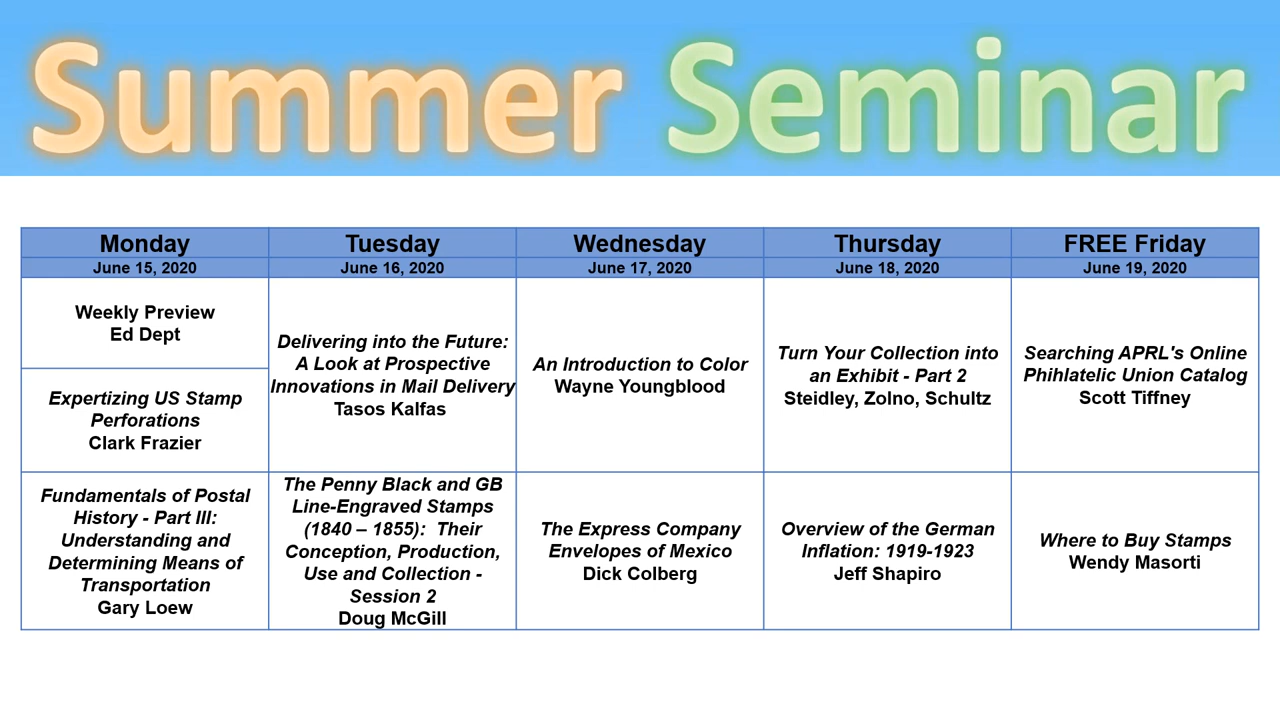 Summer Seminar
Monday
June 15, 2020
Weekly Preview
Ed Dept
Expertizing US Stamp
Perforations
Clark Frazier
Fundamentals of Postal
History - Part III:
Understanding and
Determining Means of
Transportation
Gary Loew
Tuesday
June 16, 2020
Delivering into the Future:
A Look at Prospective
Innovations in Mail Delivery
Tasos Kalfas
The Penny Black and GB
Line-Engraved Stamps
(1840 – 1855):  Their
Conception, Production,
Use and Collection -
Session 2
Doug McGill
Wednesday
June 17, 2020
An Introduction to Color
Wayne Youngblood
The Express Company
Envelopes of Mexico
Dick Colberg
Thursday
June 18, 2020
Turn Your Collection into
an Exhibit - Part 2
Steidley, Zolno, Schultz
Overview of the German
Inflation: 1919-1923
Jeff Shapiro
FREE Friday
June 19, 2020
Searching APRL's Online
Phihlatelic Union Catalog
Scott Tiffney
Where to Buy Stamps
Wendy Masorti